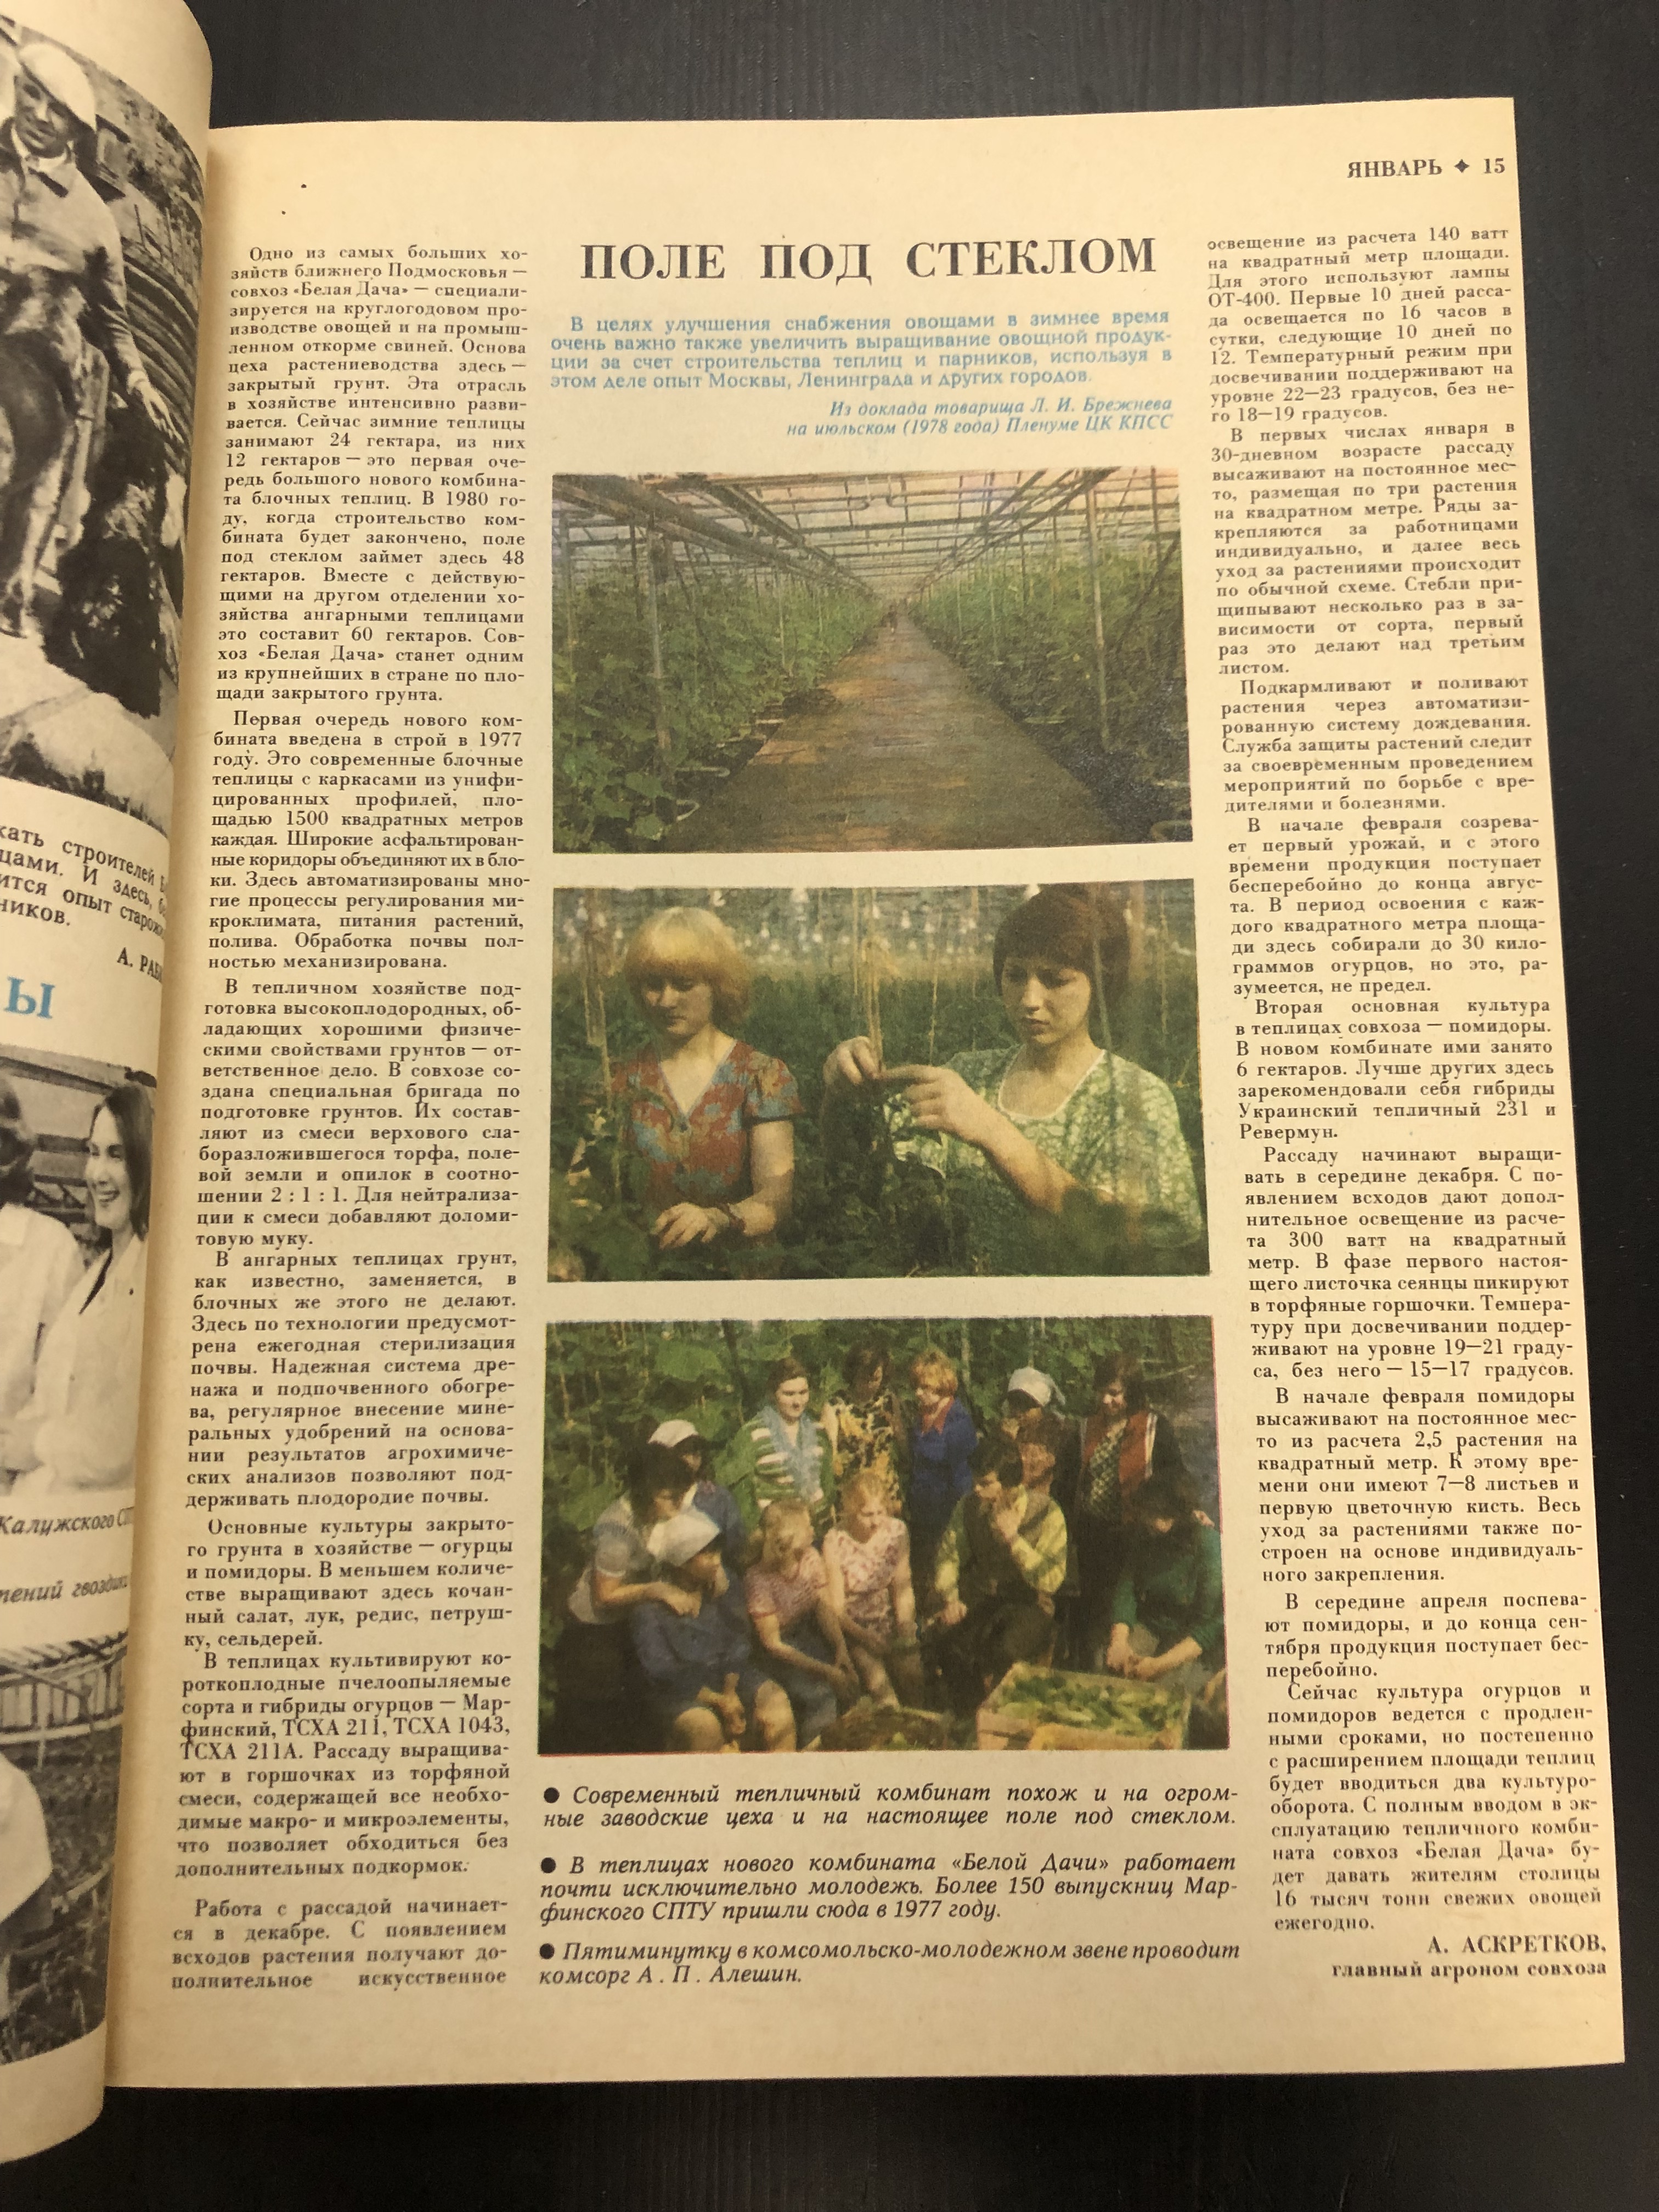 кать строителей
цами. И здесь,
ится опыт
ников.
А.
Ы
Калужского
гвоздики
ЯНВАРЬ ✦ 15
Одно из самых больших хо-
зяйств ближнего Подмосковья —
совхоз «Белая Дача» — специали-
зируется на круглогодовом про-
изводстве овощей и на промыш-
ленном откорме свиней. Основа
цеха растениеводства здесь —
закрытый грунт. Эта отрасль
в хозяйстве интенсивно разви-
вается. Сейчас зимние теплицы
занимают 24 гектара, из них
12 гектаров — это первая оче-
редь большого нового комбина-
та блочных теплиц. В 1980 го-
ду, когда строительство ком-
бината будет закончено, поле
под стеклом займет здесь 48
гектаров. Вместе с действую-
щими на другом отделении хо-
зяйства ангарными теплицами
это составит 60 гектаров. Сов-
хоз «Белая Дача» станет одним
из крупнейших в стране по пло-
щади закрытого грунта.
Первая очередь нового ком-
бината введена в строй в 1977
году. Это современные блочные
теплицы с каркасами из унифи-
цированных профилей, пло-
щадью 1500 квадратных метров
каждая. Широкие асфальтирован-
ные коридоры объединяют их в бло-
ки. Здесь автоматизированы мно-
гие процессы регулирования ми-
кроклимата, питания растений,
полива. Обработка почвы пол-
ностью механизирована.
В тепличном хозяйстве под-
готовка высокоплодородных, об-
ладающих хорошими физиче-
скими свойствами грунтов — от-
ветственное дело. В совхозе со-
здана специальная бригада по
подготовке грунтов. Их состав-
ляют из смеси верхового сла-
боразложившегося торфа, поле-
вой земли и опилок в соотно-
шении 2 : 1 : 1. Для нейтрализа-
ции к смеси добавляют доломи-
товую муку.
В ангарных теплицах грунт,
как известно, заменяется, в
блочных же этого не делают.
Здесь по технологии предусмот-
рена ежегодная стерилизация
почвы. Надежная система дре-
нажа и подпочвенного обогре-
ва, регулярное внесение мине-
ральных удобрений на основа-
нии результатов агрохимиче-
ских анализов позволяют под-
держивать плодородие почвы.
Основные культуры закрыто-
го грунта в хозяйстве — огурцы
и помидоры. В меньшем количе-
стве выращивают здесь кочан-
ный салат, лук, редис, петруш-
ку, сельдерей.
В теплицах культивируют ко-
роткоплодные пчелоопыляемые
сорта и гибриды огурцов — Мар-
финский, ТСХА 211, ТСХА 1043,
ТСХА 211А. Рассаду выращива-
ют в горшочках из торфяной
смеси, содержащей все необхо-
димые макро- и микроэлементы,
что позволяет обходиться без
дополнительных подкормок.
Работа с рассадой начинает-
ся в декабре. С появлением
всходов растения получают до-
полнительное искусственное
ПОЛЕ ПОД СТЕКЛОМ
В целях улучшения снабжения овощами в зимнее время
очень важно также увеличить выращивание овощной продук-
ции за счет строительства теплиц и парников, используя в
этом деле опыт Москвы, Ленинграда и других городов.
Из доклада товарища Л. И. Брежнева
на июльском (1978 года) Пленуме ЦК КПСС
● Современный тепличный комбинат похож и на огром-
ные заводские цеха и на настоящее поле под стеклом.
● В теплицах нового комбината «Белой Дачи» работает
почти исключительно молодежь. Более 150 выпускниц Мар-
финского СПТУ пришли сюда в 1977 году.
● Пятиминутку в комсомольско-молодежном звене проводит
комсорг А. П. Алешин.
освещение из расчета 140 ватт
на квадратный метр площади.
Для этого используют лампы
ОТ-400. Первые 10 дней расса-
да освещается по 16 часов в
сутки, следующие 10 дней по
12. Температурный режим при
досвечивании поддерживают на
уровне 22—23 градусов, без не-
го 18—19 градусов.
В первых числах января в
30-дневном возрасте рассаду
высаживают на постоянное мес-
то, размещая по три растения
на квадратном метре. Ряды за-
крепляются за работницами
индивидуально, и далее весь
уход за растениями происходит
по обычной схеме. Стебли при-
щипывают несколько раз в за-
висимости от сорта, первый
раз это делают над третьим
листом.
Подкармливают и поливают
растения через автоматизи-
рованную систему дождевания.
Служба защиты растений следит
за своевременным проведением
мероприятий по борьбе с вре-
дителями и болезнями.
В начале февраля созрева-
ет первый урожай, и с этого
времени продукция поступает
бесперебойно до конца авгус-
та. В период освоения с каж-
дого квадратного метра площа-
ди здесь собирали до 30 кило-
граммов огурцов, но это, ра-
зумеется, не предел.
Вторая основная культура
в теплицах совхоза — помидоры.
В новом комбинате ими занято
6 гектаров. Лучше других здесь
зарекомендовали себя гибриды
Украинский тепличный 231 и
Ревермун.
Рассаду начинают выращи-
вать в середине декабря. С по-
явлением всходов дают допол-
нительное освещение из расче-
та 300 ватт на квадратный
метр. В фазе первого настоя-
щего листочка сеянцы пикируют
в торфяные горшочки. Темпера-
туру при досвечивании поддер-
живают на уровне 19—21 граду-
са, без него — 15—17 градусов.
В начале февраля помидоры
высаживают на постоянное мес-
то из расчета 2,5 растения на
квадратный метр. К этому вре-
мени они имеют 7—8 листьев и
первую цветочную кисть. Весь
уход за растениями также по-
строен на основе индивидуаль-
ного закрепления.
В середине апреля поспева-
ют помидоры, и до конца сен-
тября продукция поступает бес-
перебойно.
Сейчас культура огурцов и
помидоров ведется с продлен-
ными сроками, но постепенно
с расширением площади теплиц
будет вводиться два культуро-
оборота. С полным вводом в эк-
сплуатацию тепличного комби-
ната совхоз «Белая Дача» бу-
дет давать жителям столицы
16 тысяч тонн свежих овощей
ежегодно.
А. АСКРЕТКОВ,
главный агроном совхоза